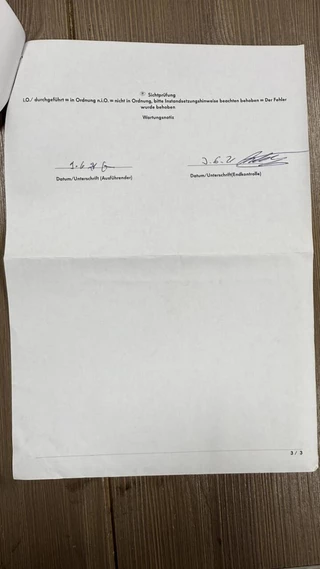 Sichtprüfung
i.O./ durchgeführt = in Ordnung n.i.O. = nicht in Ordnung, bitte Instandsetzungshinweise beachten behoben = Der Fehler
wurde behoben
Wartungsnotiz
Datum/Unterschrift (Ausführender)
Datum/Unterschrift(Endkontrolle)
3 / 3